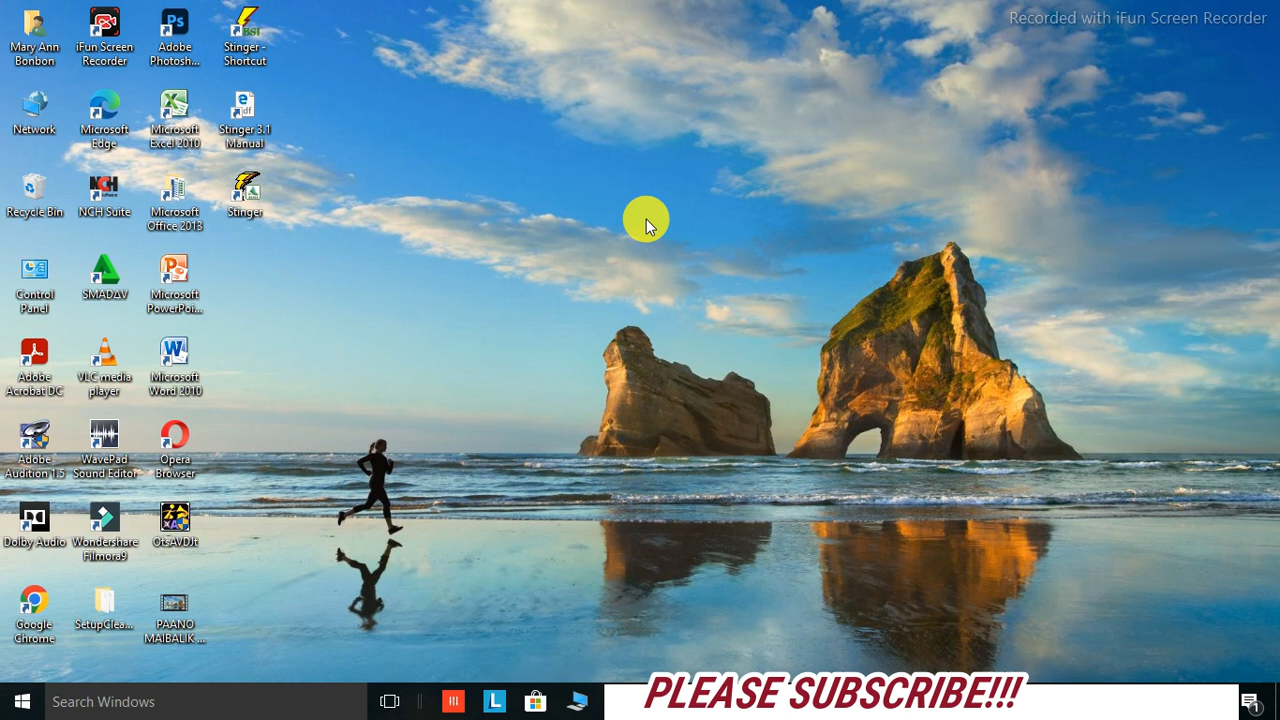 Recorded with iFun Screen Recorder
Mary Ann
Bonbon
iFun Screen
Recorder
Adobe
Photosh...
Stinger -
Shortcut
Network
Microsoft
Edge
Microsoft
Excel 2010
Stinger 3.1
Manual
Recycle Bin
NCH Suite
Microsoft
Office 2013
Stinger
Control
Panel
SMADΔV
Microsoft
PowerPoi...
Adobe
Acrobat DC
VLC media
player
Microsoft
Word 2010
Adobe
Audition 1.5
WavePad
Sound Editor
Opera
Browser
Dolby Audio
Wondershare
Filmora9
OtsAVDJt
Google
Chrome
SetupClea...
PAANO
MAIBALIK ...
Search Windows
PLEASE SUBSCRIBE!!!